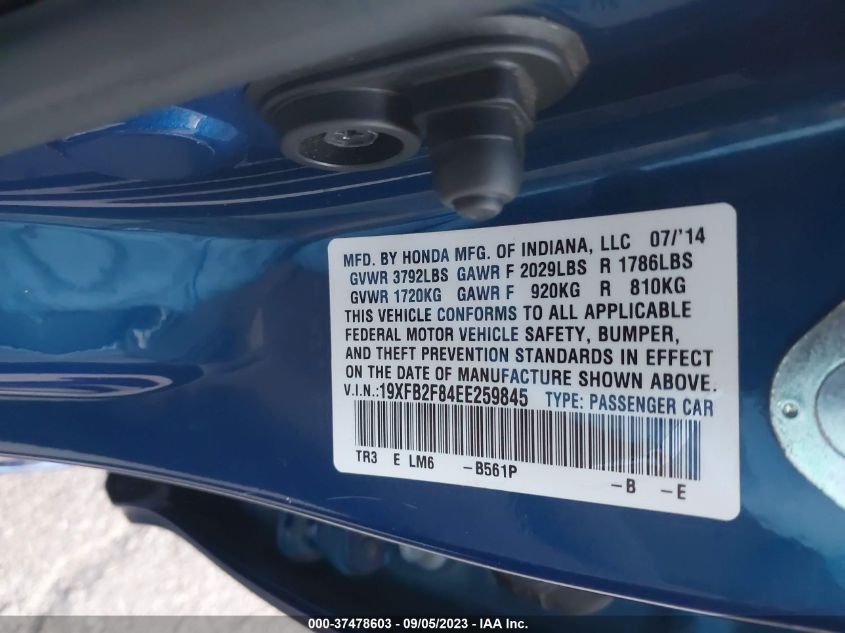 MFD. BY HONDA MFG. OF INDIANA, LLC 07/'14
GVWR 3792LBS GAWR F 2029LBS R 1786LBS
GVWR 1720KG GAWR F 920KG R 810KG
THIS VEHICLE CONFORMS TO ALL APPLICABLE
FEDERAL MOTOR VEHICLE SAFETY, BUMPER,
AND THEFT PREVENTION STANDARDS IN EFFECT
ON THE DATE OF MANUFACTURE SHOWN ABOVE.
V.I.N.:19XFB2F84EE259845 TYPE: PASSENGER CAR
TR3 E LM6 -B561P
-B -E
000-37478603 - 09/05/2023 - IAA Inc.